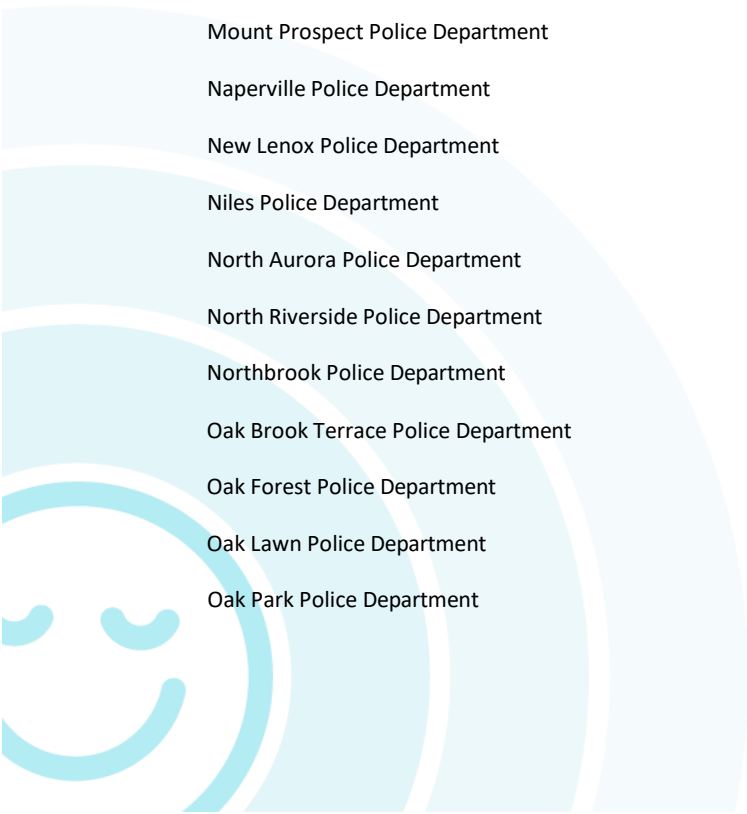 Mount Prospect Police Department
Naperville Police Department
New Lenox Police Department
Niles Police Department
North Aurora Police Department
North Riverside Police Department
Northbrook Police Department
Oak Brook Terrace Police Department
Oak Forest Police Department
Oak Lawn Police Department
Oak Park Police Department